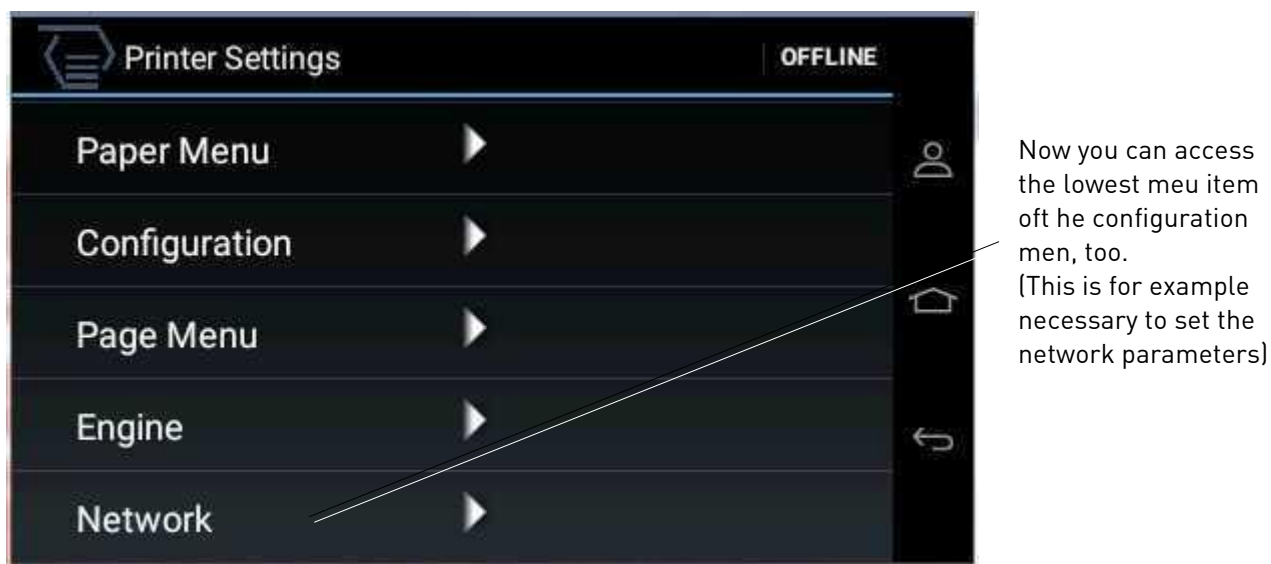 Printer Settings
OFFLINE
Paper Menu
Configuration
Page Menu
Engine
Network
Now you can access
the lowest meu item
oft he configuration
men, too.
(This is for example
necessary to set the
network parameters)